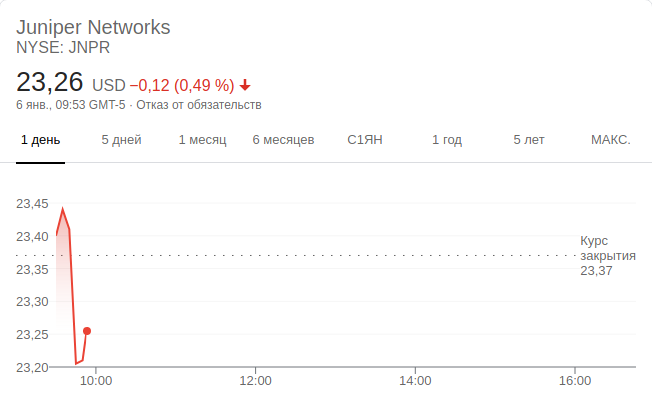 Juniper Networks
NYSE: JNPR
23,26 USD −0,12 (0,49 %)
6 янв., 09:53 GMT-5 · Отказ от обязательств
1 день 5 дней 1 месяц 6 месяцев С1ЯН 1 год 5 лет МАКС.
23,45
23,40
Курс
закрытия
23,37
23,35
23,30
23,25
23,20
10:00 12:00 14:00 16:00